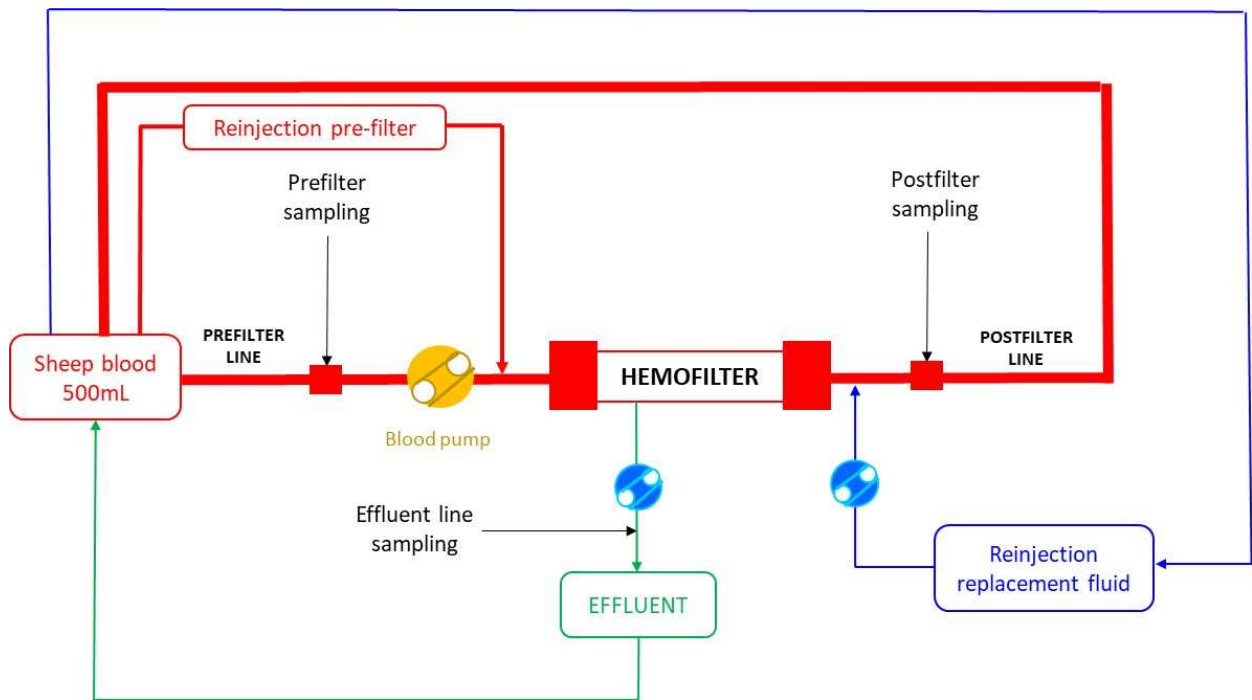 Reinjection pre-filter
Prefilter
sampling
Postfilter
sampling
PREFILTER
LINE
POSTFILTER
LINE
Sheep blood
500mL
HEMOFILTER
Blood pump
Effluent line
sampling
Reinjection
replacement fluid
EFFLUENT